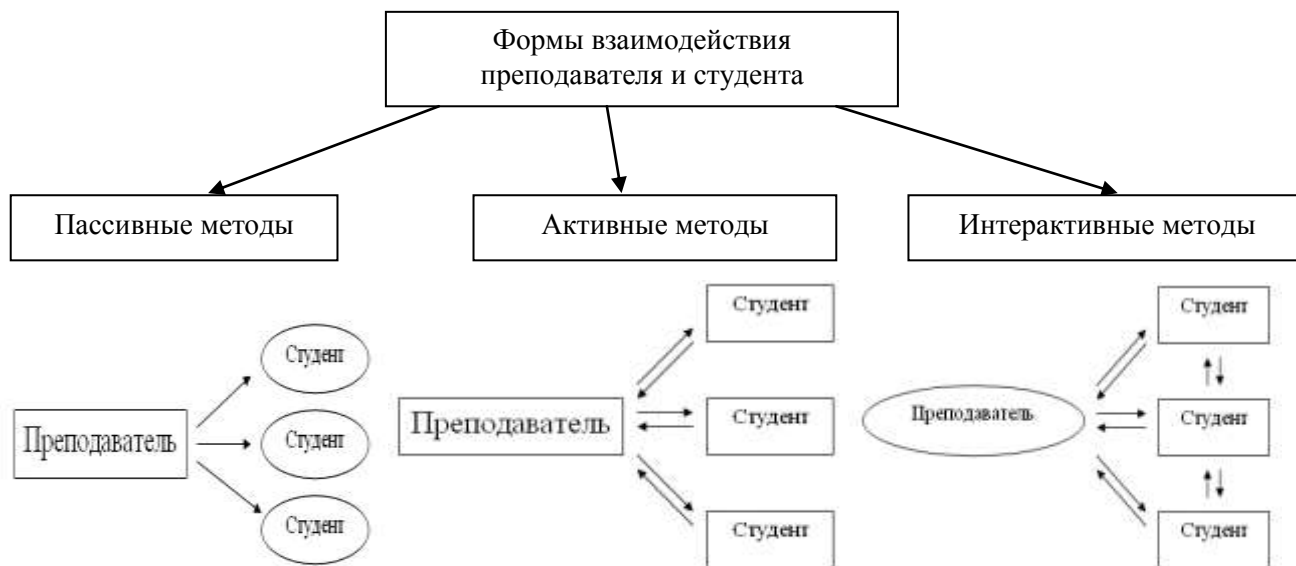 Формы взаимодействия
преподавателя и студента
Пассивные методы
Активные методы
Интерактивные методы
Студент
Студент
Студент
Преподаватель
Студент
Студент
Студент
Преподаватель
Студент
Студент
Студент
Преподаватель